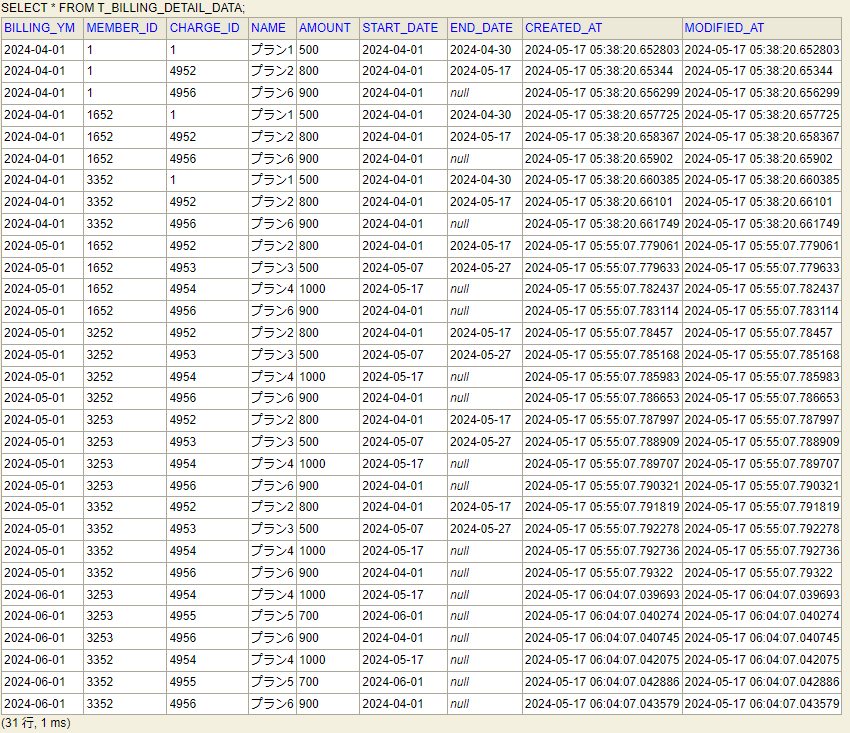 SELECT * FROM T_BILLING_DETAIL_DATA;
BILLING_YM MEMBER_ID CHARGE_ID NAME AMOUNT START_DATE END_DATE CREATED_AT MODIFIED_AT
2024-04-01 1 1 プラン1 500 2024-04-01 2024-04-30 2024-05-17 05:38:20.652803 2024-05-17 05:38:20.652803
2024-04-01 1 4952 プラン2 800 2024-04-01 2024-05-17 2024-05-17 05:38:20.65344 2024-05-17 05:38:20.65344
2024-04-01 1 4956 プラン6 900 2024-04-01 null 2024-05-17 05:38:20.656299 2024-05-17 05:38:20.656299
2024-04-01 1652 1 プラン1 500 2024-04-01 2024-04-30 2024-05-17 05:38:20.657725 2024-05-17 05:38:20.657725
2024-04-01 1652 4952 プラン2 800 2024-04-01 2024-05-17 2024-05-17 05:38:20.658367 2024-05-17 05:38:20.658367
2024-04-01 1652 4956 プラン6 900 2024-04-01 null 2024-05-17 05:38:20.65902 2024-05-17 05:38:20.65902
2024-04-01 3352 1 プラン1 500 2024-04-01 2024-04-30 2024-05-17 05:38:20.660385 2024-05-17 05:38:20.660385
2024-04-01 3352 4952 プラン2 800 2024-04-01 2024-05-17 2024-05-17 05:38:20.66101 2024-05-17 05:38:20.66101
2024-04-01 3352 4956 プラン6 900 2024-04-01 null 2024-05-17 05:38:20.661749 2024-05-17 05:38:20.661749
2024-05-01 1652 4952 プラン2 800 2024-04-01 2024-05-17 2024-05-17 05:55:07.779061 2024-05-17 05:55:07.779061
2024-05-01 1652 4953 プラン3 500 2024-05-07 2024-05-27 2024-05-17 05:55:07.779633 2024-05-17 05:55:07.779633
2024-05-01 1652 4954 プラン4 1000 2024-05-17 null 2024-05-17 05:55:07.782437 2024-05-17 05:55:07.782437
2024-05-01 1652 4956 プラン6 900 2024-04-01 null 2024-05-17 05:55:07.783114 2024-05-17 05:55:07.783114
2024-05-01 3252 4952 プラン2 800 2024-04-01 2024-05-17 2024-05-17 05:55:07.78457 2024-05-17 05:55:07.78457
2024-05-01 3252 4953 プラン3 500 2024-05-07 2024-05-27 2024-05-17 05:55:07.785168 2024-05-17 05:55:07.785168
2024-05-01 3252 4954 プラン4 1000 2024-05-17 null 2024-05-17 05:55:07.785983 2024-05-17 05:55:07.785983
2024-05-01 3252 4956 プラン6 900 2024-04-01 null 2024-05-17 05:55:07.786653 2024-05-17 05:55:07.786653
2024-05-01 3253 4952 プラン2 800 2024-04-01 2024-05-17 2024-05-17 05:55:07.787997 2024-05-17 05:55:07.787997
2024-05-01 3253 4953 プラン3 500 2024-05-07 2024-05-27 2024-05-17 05:55:07.788909 2024-05-17 05:55:07.788909
2024-05-01 3253 4954 プラン4 1000 2024-05-17 null 2024-05-17 05:55:07.789707 2024-05-17 05:55:07.789707
2024-05-01 3253 4956 プラン6 900 2024-04-01 null 2024-05-17 05:55:07.790321 2024-05-17 05:55:07.790321
2024-05-01 3352 4952 プラン2 800 2024-04-01 2024-05-17 2024-05-17 05:55:07.791819 2024-05-17 05:55:07.791819
2024-05-01 3352 4953 プラン3 500 2024-05-07 2024-05-27 2024-05-17 05:55:07.792278 2024-05-17 05:55:07.792278
2024-05-01 3352 4954 プラン4 1000 2024-05-17 null 2024-05-17 05:55:07.792736 2024-05-17 05:55:07.792736
2024-05-01 3352 4956 プラン6 900 2024-04-01 null 2024-05-17 05:55:07.79322 2024-05-17 05:55:07.79322
2024-06-01 3253 4954 プラン4 1000 2024-05-17 null 2024-05-17 06:04:07.039693 2024-05-17 06:04:07.039693
2024-06-01 3253 4955 プラン5 700 2024-06-01 null 2024-05-17 06:04:07.040274 2024-05-17 06:04:07.040274
2024-06-01 3253 4956 プラン6 900 2024-04-01 null 2024-05-17 06:04:07.040745 2024-05-17 06:04:07.040745
2024-06-01 3352 4954 プラン4 1000 2024-05-17 null 2024-05-17 06:04:07.042075 2024-05-17 06:04:07.042075
2024-06-01 3352 4955 プラン5 700 2024-06-01 null 2024-05-17 06:04:07.042886 2024-05-17 06:04:07.042886
2024-06-01 3352 4956 プラン6 900 2024-04-01 null 2024-05-17 06:04:07.043579 2024-05-17 06:04:07.043579
(31 行, 1 ms)